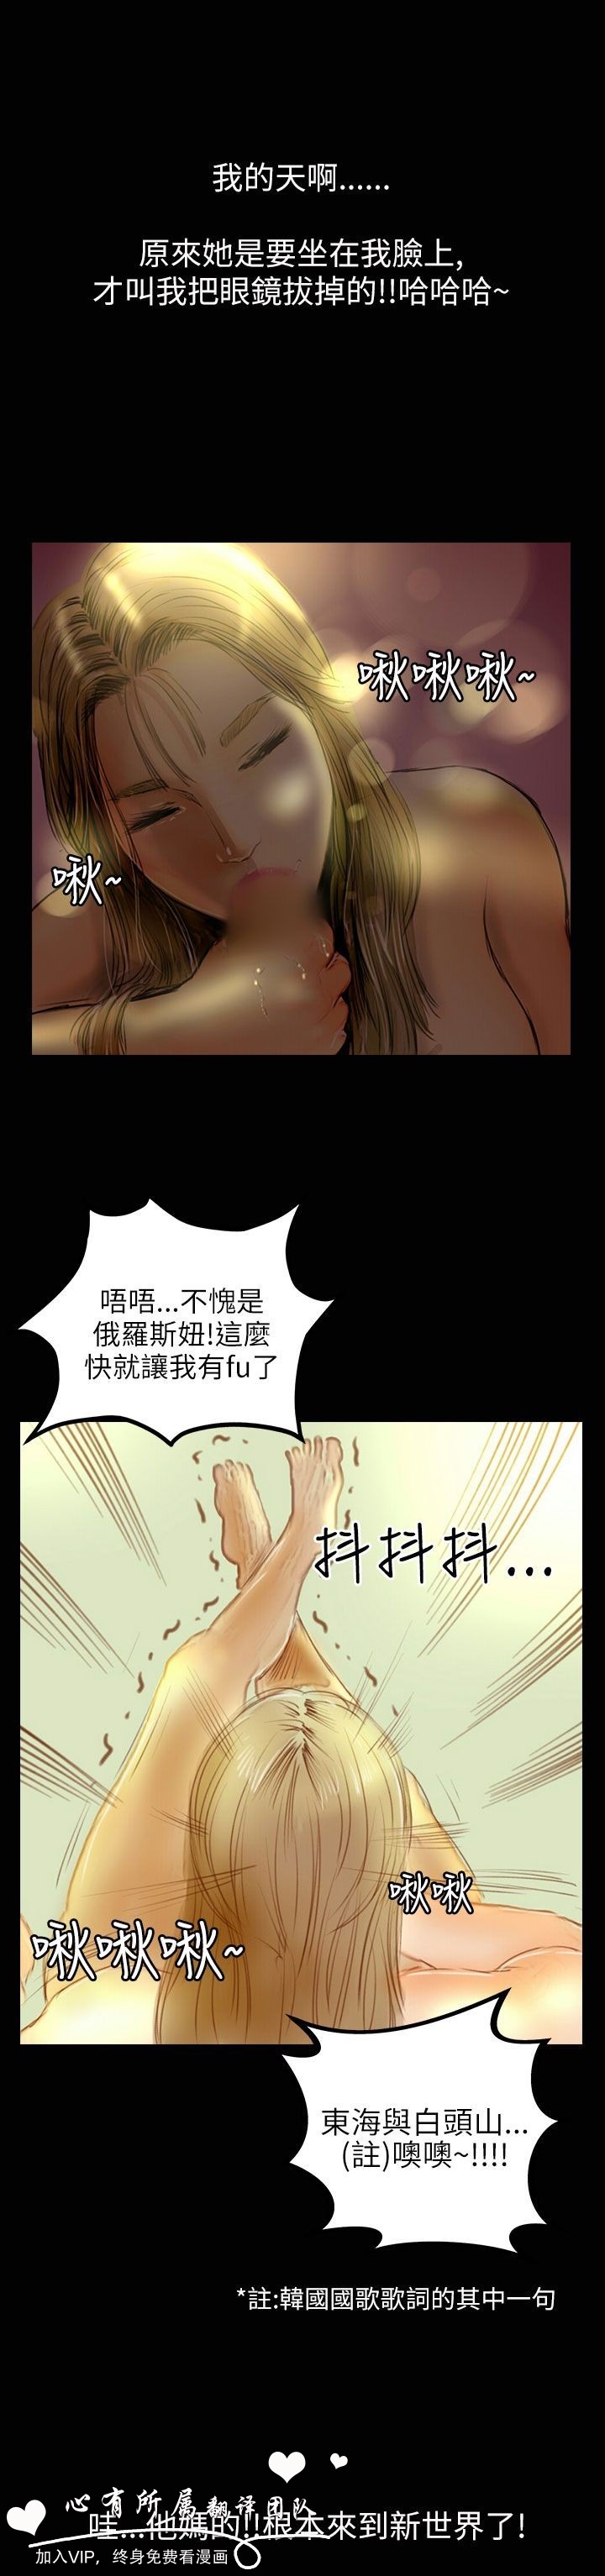 我的天啊......
原來她是要坐在我臉上,
才叫我把眼鏡拔掉的!!哈哈哈~
啾啾啾~
啾~
唔唔...不愧是
俄羅斯妞!這麼
快就讓我有fu了
抖抖抖...
啾啾
啾啾啾~
東海與白頭山...
(註)噢噢~!!!!
*註:韓國國歌歌詞的其中一句
心有所属翻译团队
哇...他媽的!!根本來到新世界了!
加入VIP，终身免费看漫画